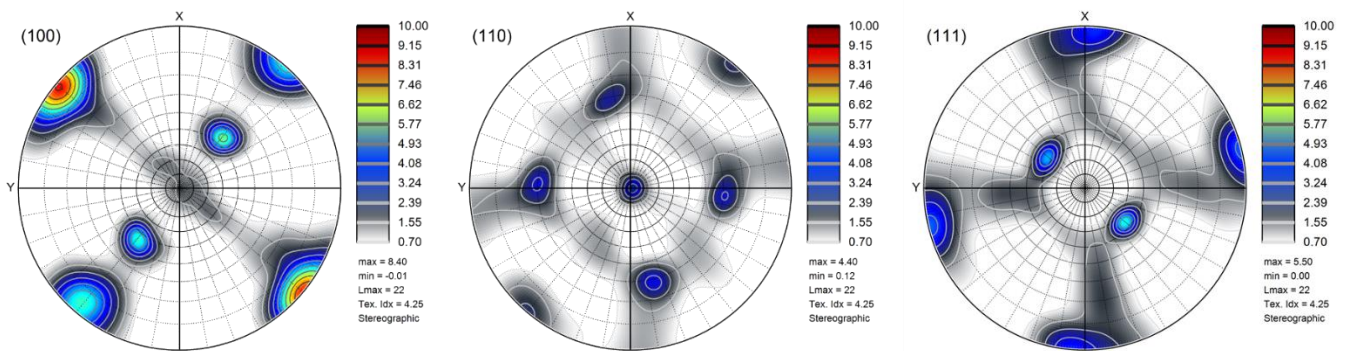 (100)
X
Y
10.00
9.15
8.31
7.46
6.62
5.77
4.93
4.08
3.24
2.39
1.55
0.70
max = 8.40
min = -0.01
Lmax = 22
Tex. Idx = 4.25
Stereographic
(110)
X
Y
10.00
9.15
8.31
7.46
6.62
5.77
4.93
4.08
3.24
2.39
1.55
0.70
max = 4.40
min = 0.12
Lmax = 22
Tex. Idx = 4.25
Stereographic
(111)
X
Y
10.00
9.15
8.31
7.46
6.62
5.77
4.93
4.08
3.24
2.39
1.55
0.70
max = 5.50
min = 0.00
Lmax = 22
Tex. Idx = 4.25
Stereographic